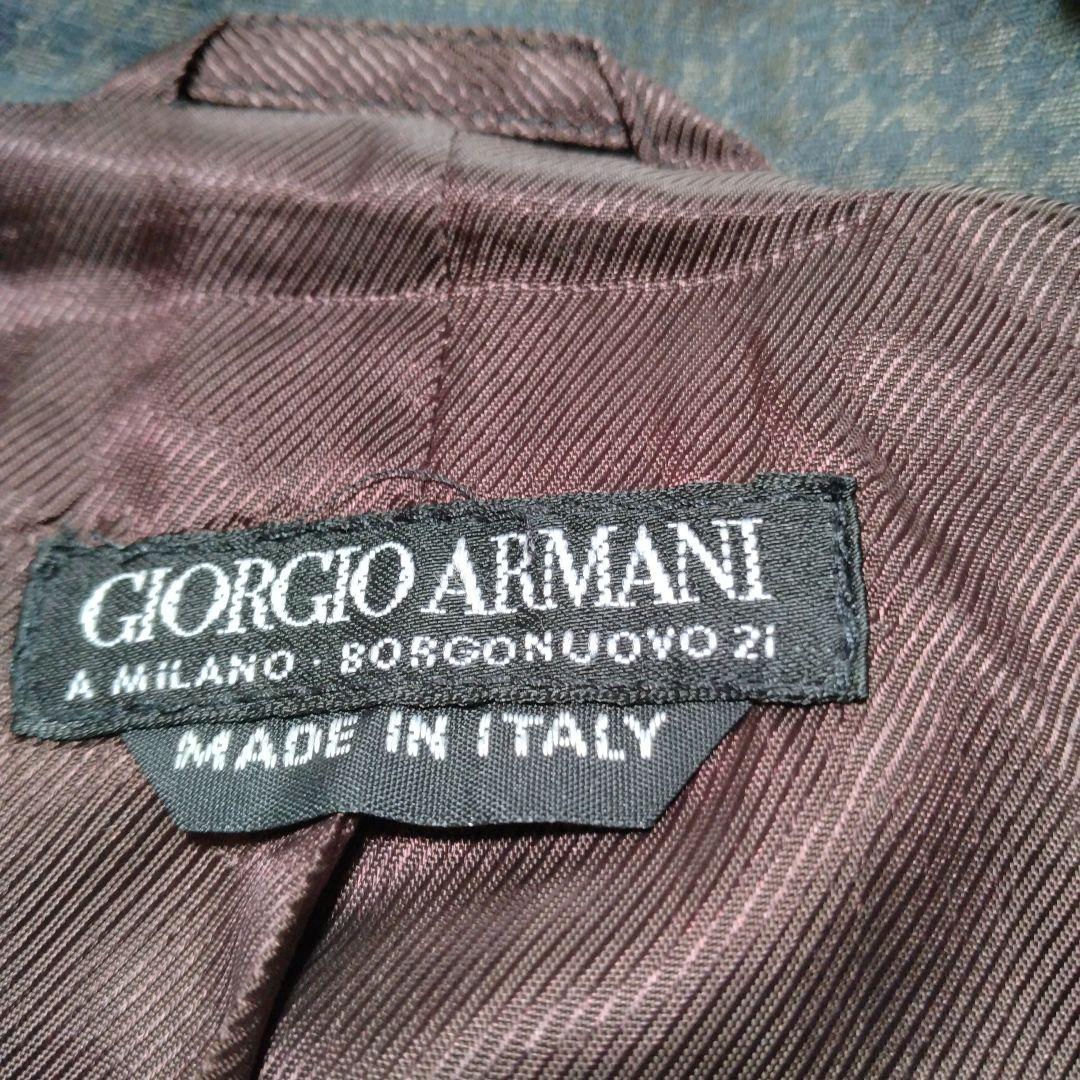 GIORGIO ARMANI
A MILANO · BORGONUOVO 21
MADE IN ITALY